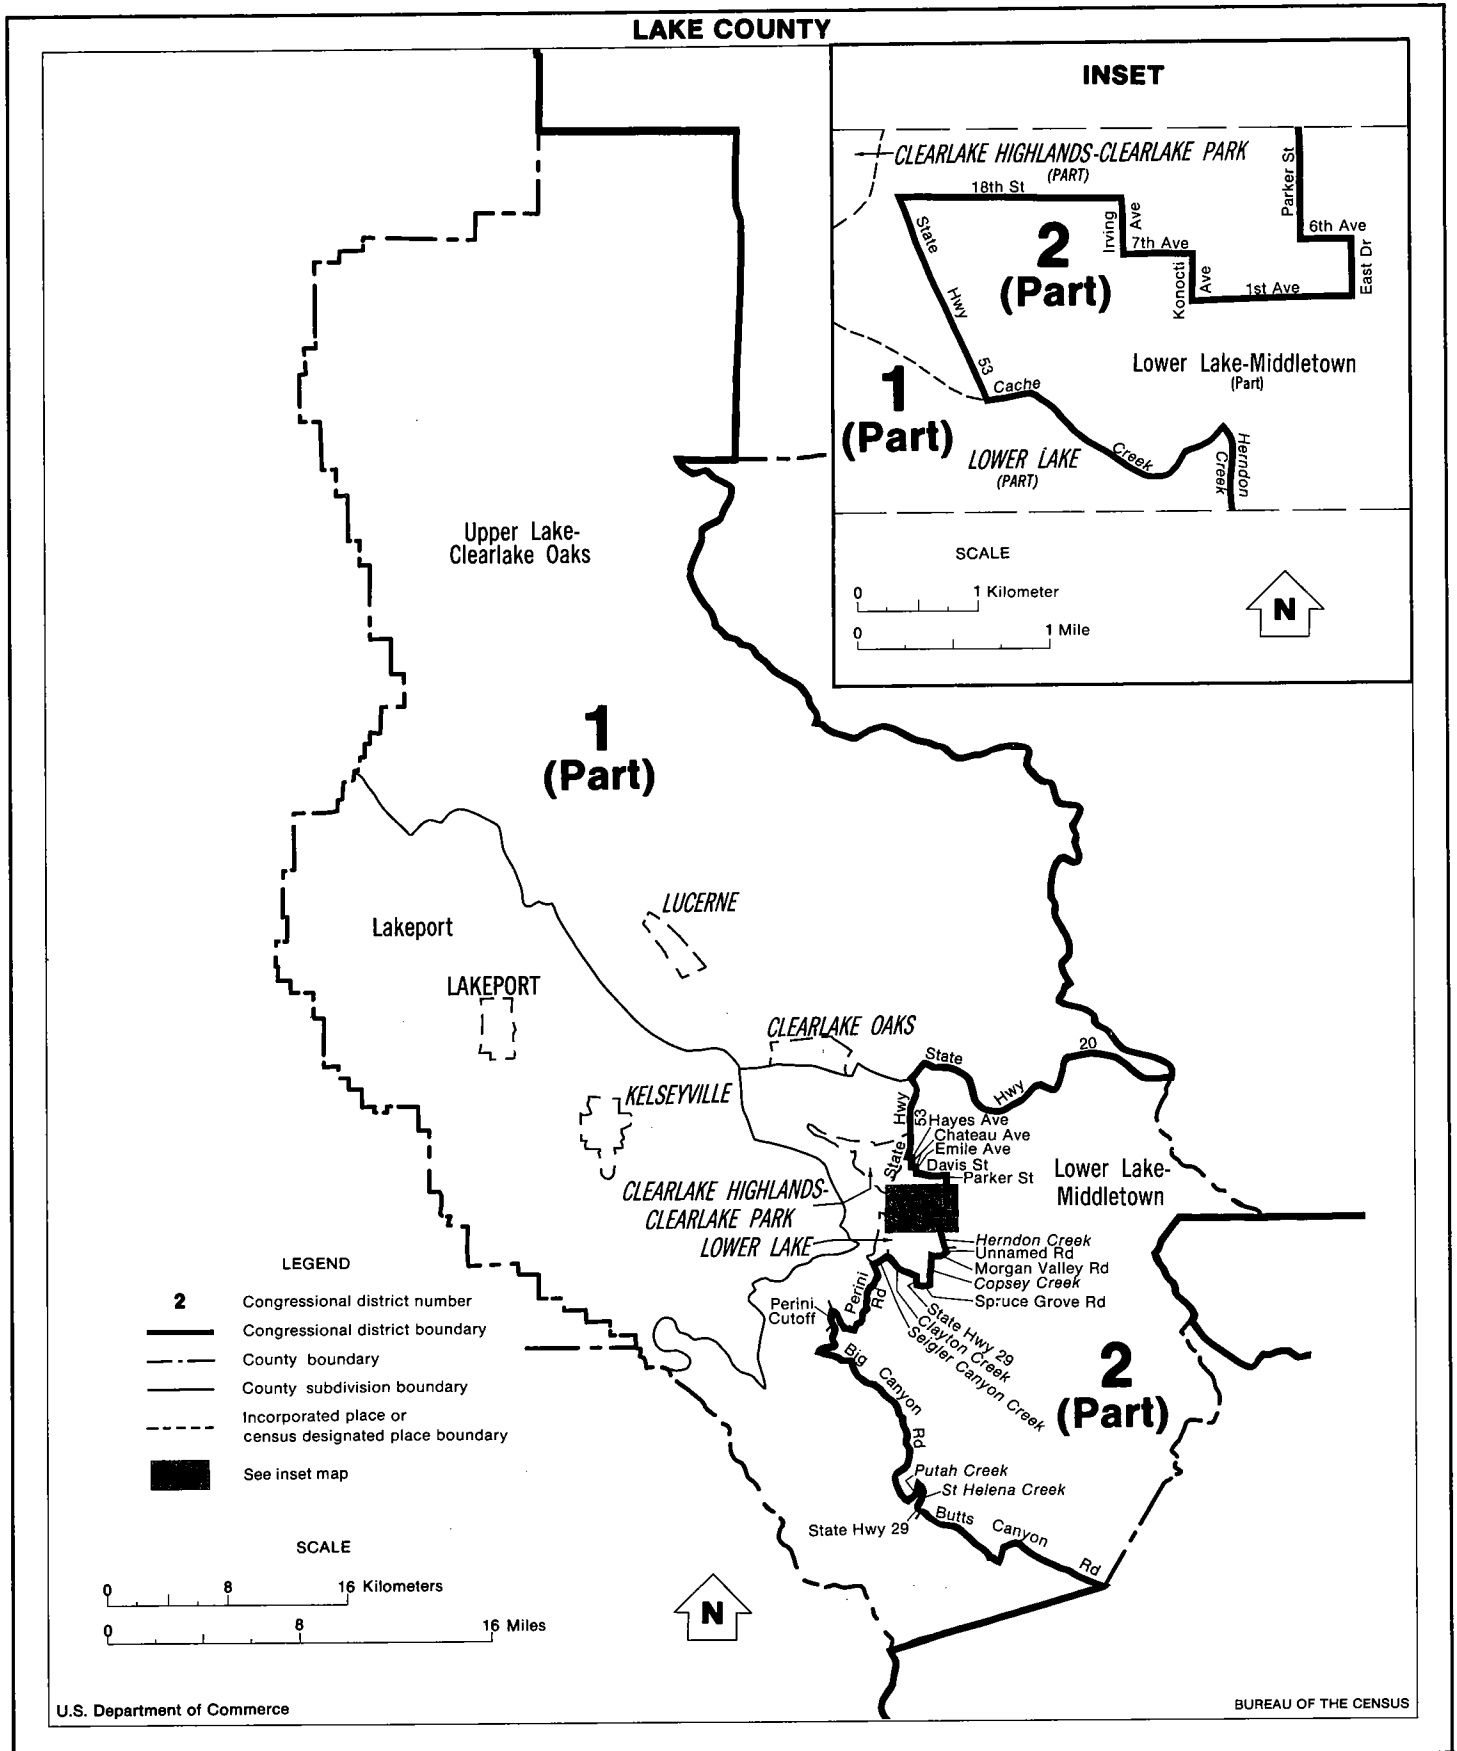 LAKE COUNTY
INSET
CLEARLAKE HIGHLANDS-CLEARLAKE PARK
(PART)
18th St
Parker St
6th Ave
East Dr
Irving Ave
7th Ave
Konocti Ave
1st Ave
State Hwy 53
2
(Part)
Lower Lake-Middletown
(Part)
1
(Part)
Cache Creek
LOWER LAKE
(PART)
Herndon Creek
SCALE
0 1 Kilometer
0 1 Mile
N
Upper Lake-
Clearlake Oaks
1
(Part)
LUCERNE
Lakeport
LAKEPORT
CLEARLAKE OAKS
KELSEYVILLE
State Hwy 20
State Hwy 53
Hayes Ave
Chateau Ave
Emile Ave
Davis St
Parker St
Lower Lake-
Middletown
CLEARLAKE HIGHLANDS-
CLEARLAKE PARK
LOWER LAKE
Herndon Creek
Unnamed Rd
Morgan Valley Rd
Copsey Creek
Spruce Grove Rd
State Hwy 29
Clayton Creek
Seigler Canyon Creek
Perini Rd
Perini
Cutoff
Big Canyon Rd
2
(Part)
Putah Creek
St Helena Creek
State Hwy 29
Butts Canyon Rd
LEGEND
2 Congressional district number
Congressional district boundary
County boundary
County subdivision boundary
Incorporated place or
census designated place boundary
See inset map
SCALE
0 8 16 Kilometers
0 8 16 Miles
N
U.S. Department of Commerce
BUREAU OF THE CENSUS